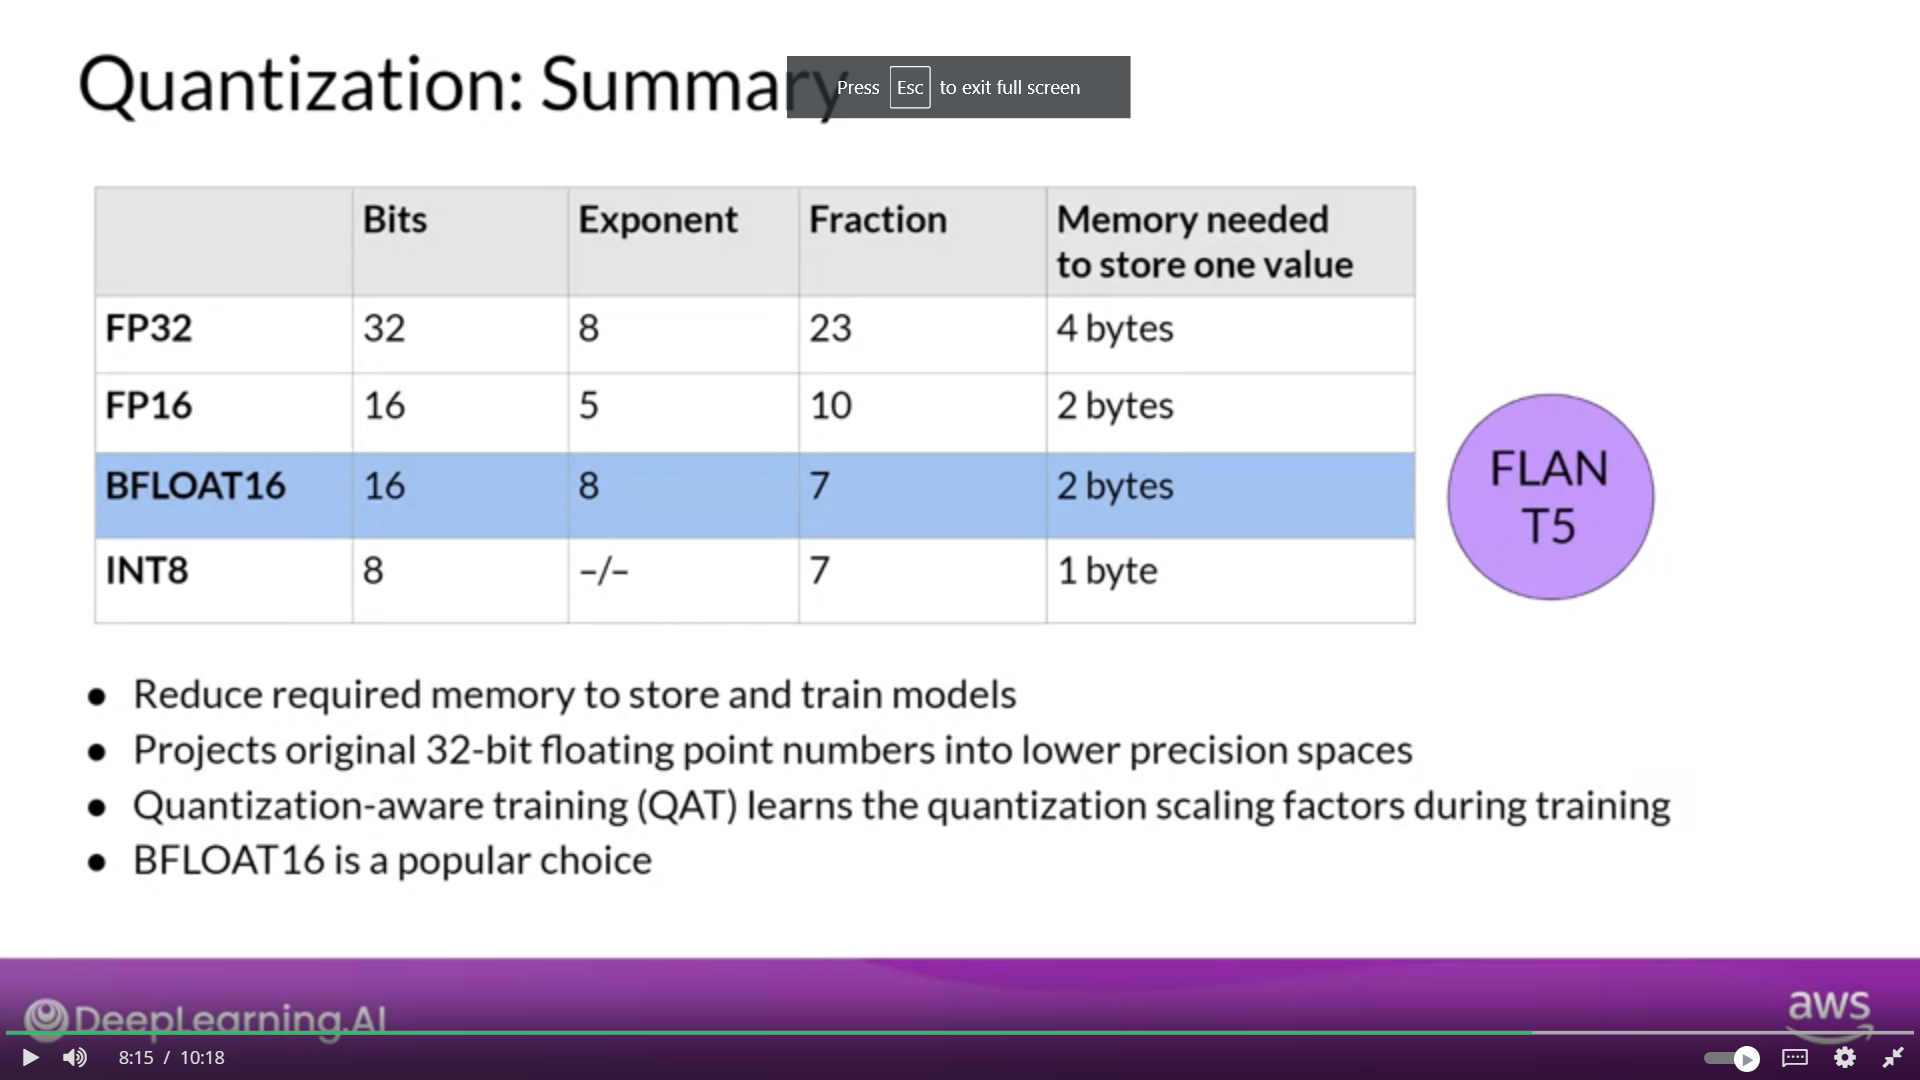 Quantization: Summary
Press Esc to exit full screen
Bits Exponent Fraction Memory needed
to store one value
FP32 32 8 23 4 bytes
FP16 16 5 10 2 bytes
BFLOAT16 16 8 7 2 bytes
INT8 8 –/– 7 1 byte
FLAN
T5
● Reduce required memory to store and train models
● Projects original 32-bit floating point numbers into lower precision spaces
● Quantization-aware training (QAT) learns the quantization scaling factors during training
● BFLOAT16 is a popular choice
DeepLearning.AI
aws
8:15 / 10:18